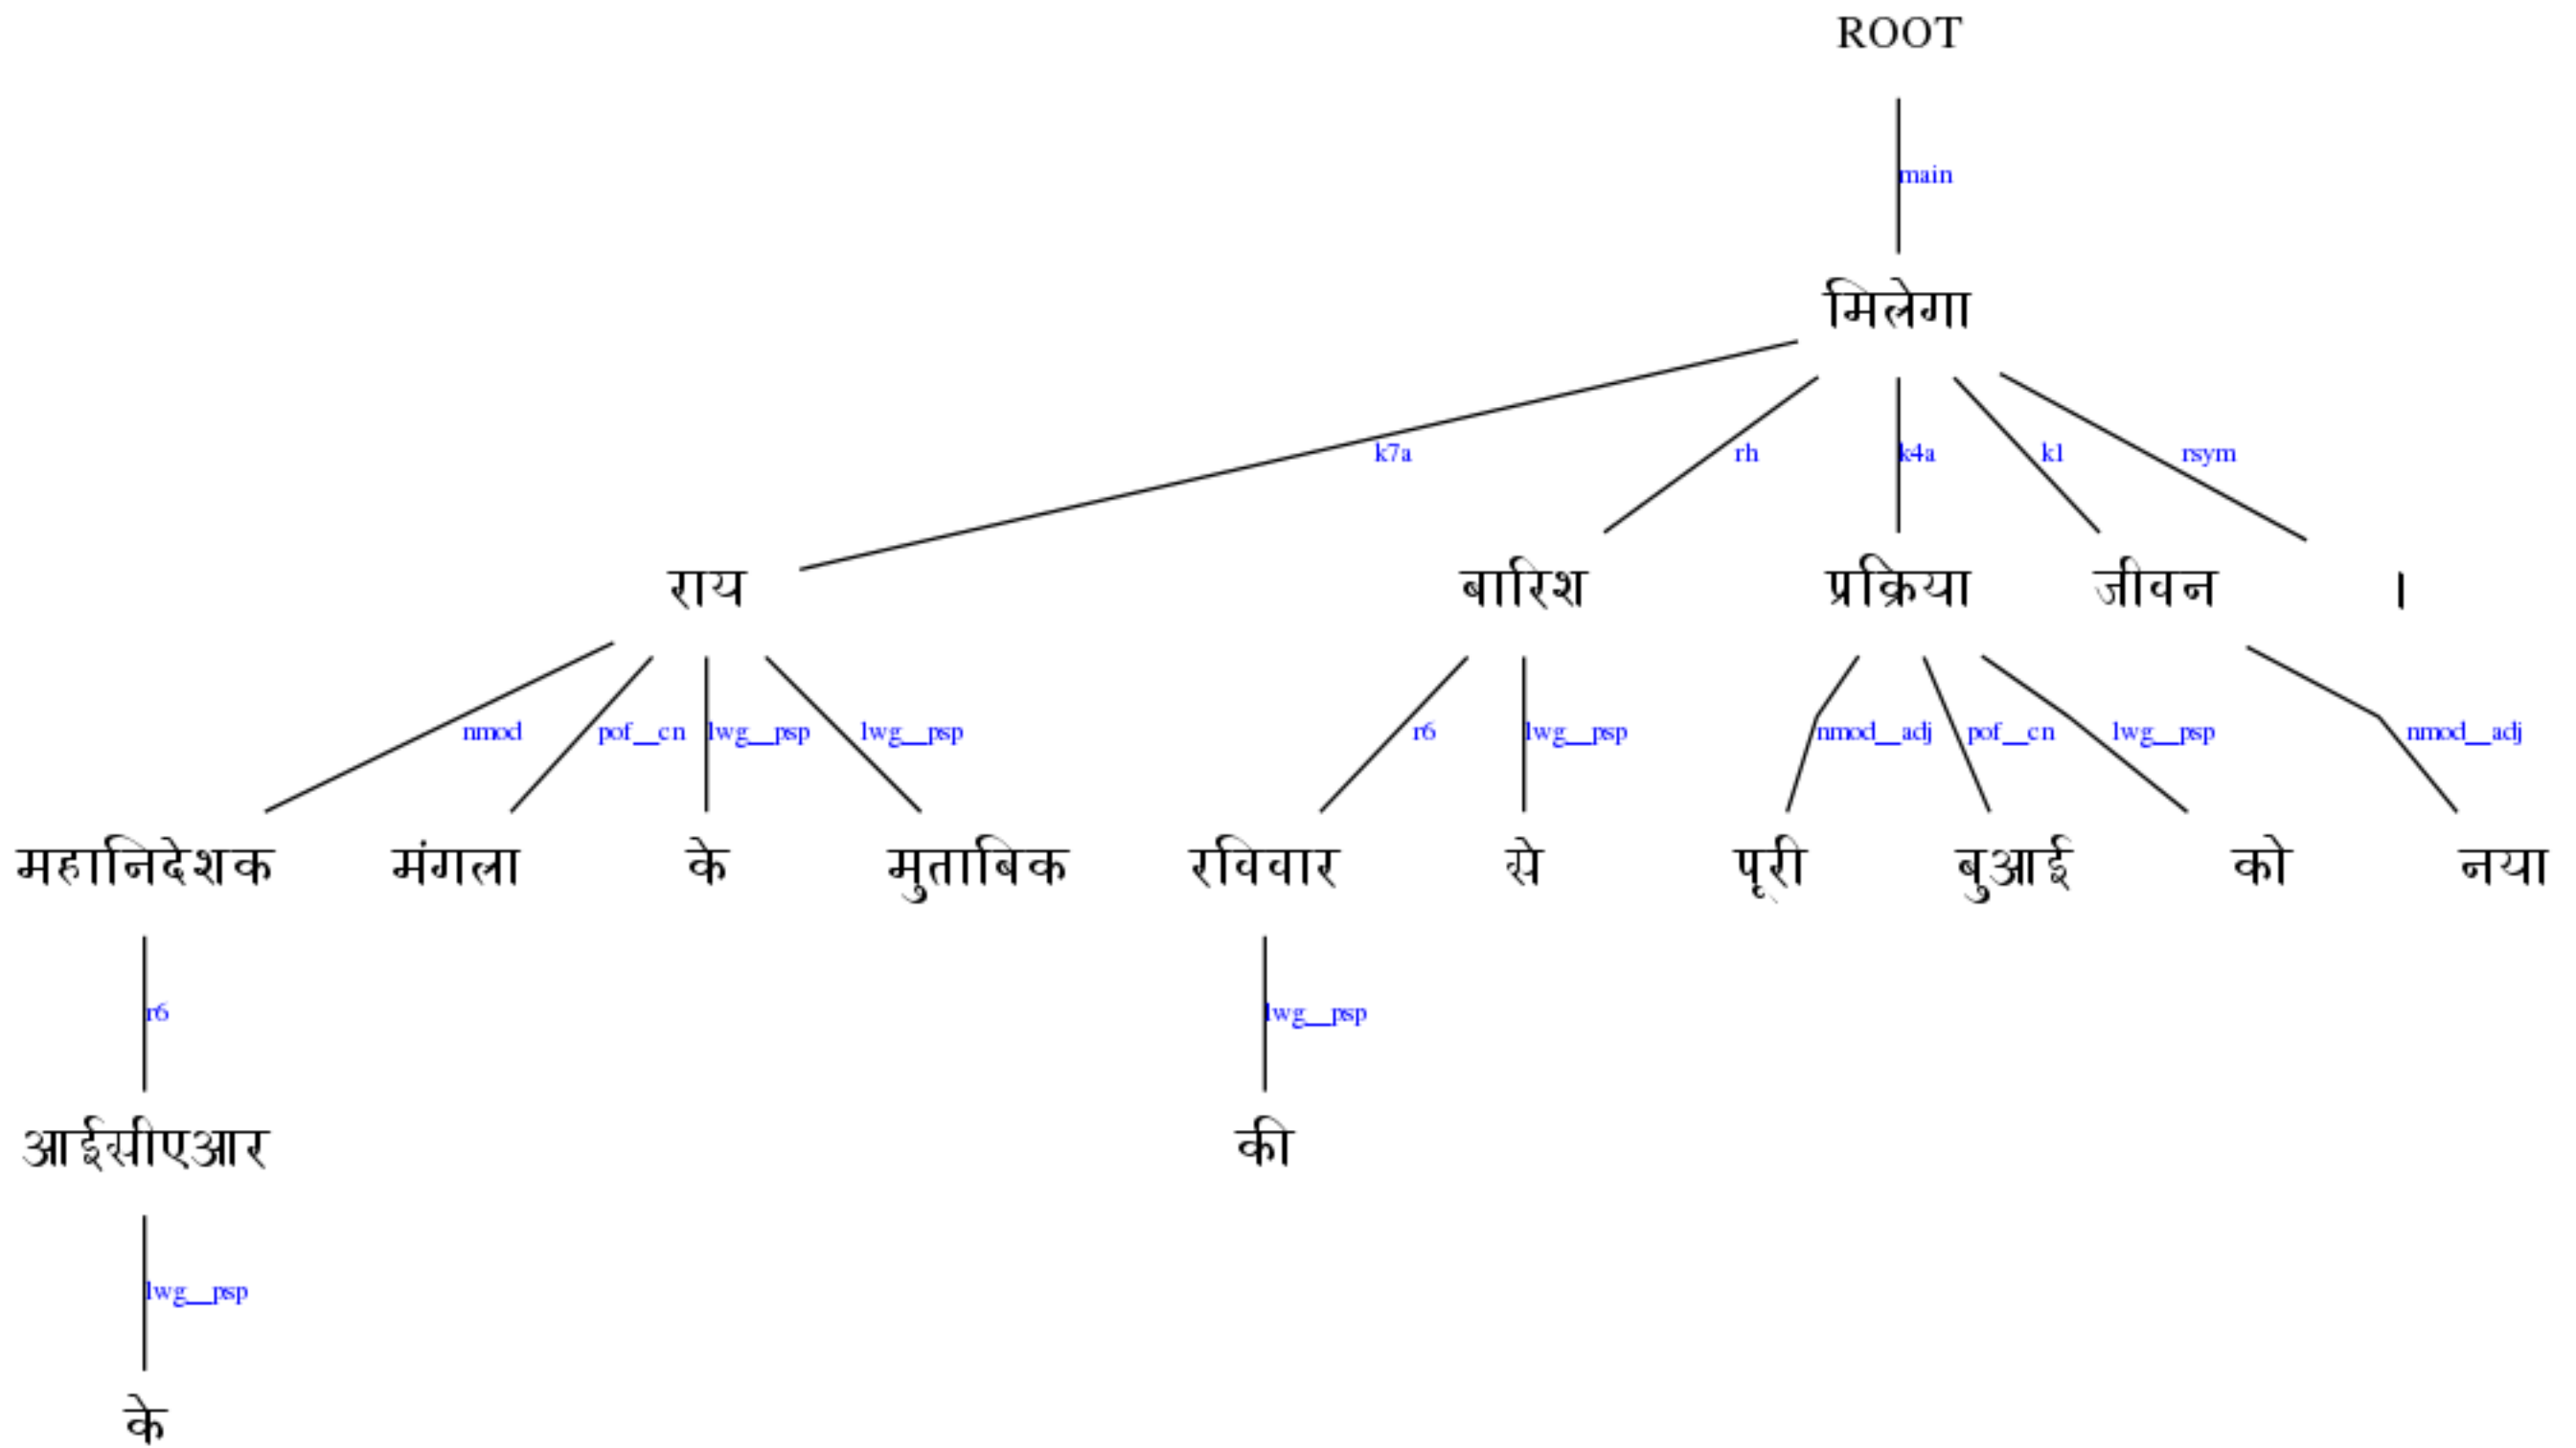 ROOT
main
मिलेगा
k7a rh k4a k1 rsym
राय बारिश प्रक्रिया जीवन ।
nmod pof__cn lwg__psp lwg__psp r6 lwg__psp nmod__adj pof__cn lwg__psp nmod__adj
महानिदेशक मंगला के मुताबिक रविवार से पूरी बुआई को नया
r6 lwg__psp
आईसीएआर की
lwg__psp
के